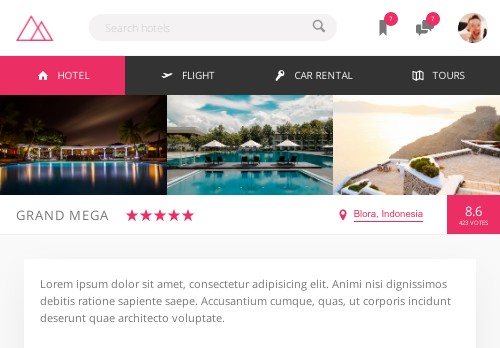 Search hotels
7
7
HOTEL
FLIGHT
CAR RENTAL
TOURS
GRAND MEGA
Blora, Indonesia
8.6
423 VOTES
Lorem ipsum dolor sit amet, consectetur adipisicing elit. Animi nisi dignissimos
debitis ratione sapiente saepe. Accusantium cumque, quas, ut corporis incidunt
deserunt quae architecto voluptate.